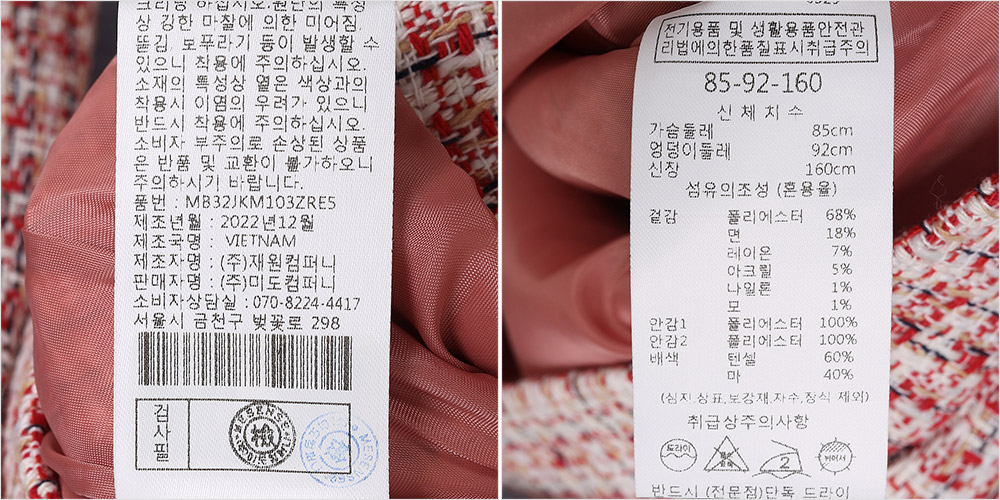 크리닝 하십시오.원단의 특성
상 강한 마찰에 의한 미어짐
뜯김, 보푸라기 등이 발생할 수
있으니 착용에 주의하십시오.
소재의 특성상 옅은 색상과의
착용시 이염의 우려가 있으니
반드시 착용에 주의하십시오.
소비자 부주의로 손상된 상품
은 반품 및 교환이 불가하오니
주의하시기 바랍니다.
품번 : MB32JKM103ZRE5
제조년월 : 2022년12월
제조국명 : VIETNAM
제조자명 : (주)재원컴퍼니
판매자명 : (주)미도컴퍼니
소비자상담실 : 070-8224-4417
서울시 금천구 벚꽃로 298
검사필
전기용품 및 생활용품안전관
리법에의한품질표시취급주의
85-92-160
신체치수
가슴둘레 85cm
엉덩이둘레 92cm
신장 160cm
섬유의조성 (혼용율)
겉감 폴리에스터 68%
면 18%
레이온 7%
아크릴 5%
나일론 1%
모 1%
안감1 폴리에스터 100%
안감2 폴리에스터 100%
배색 텐셀 60%
마 40%
(심지,상표,보강재,자수,장식 제외)
취급상주의사항
드라이
2
반드시 (전문점)단독 드라이